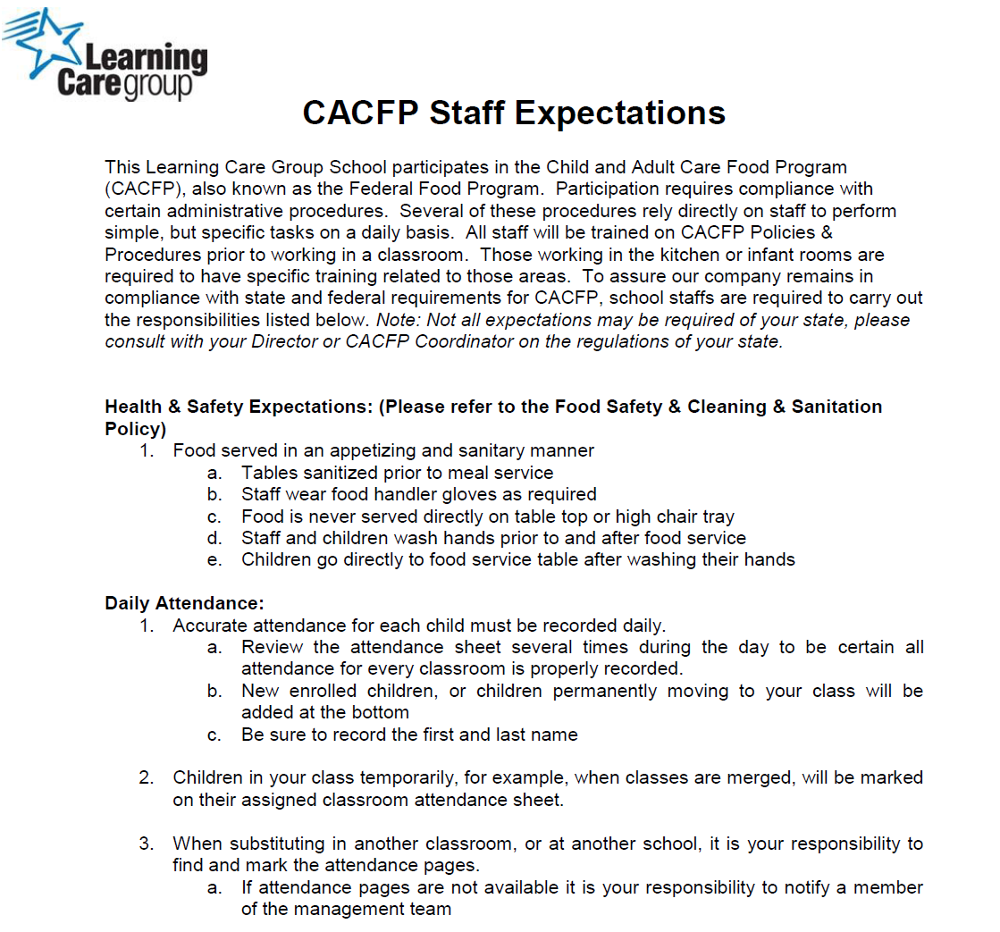 Learning
Care group
CACFP Staff Expectations
This Learning Care Group School participates in the Child and Adult Care Food Program
(CACFP), also known as the Federal Food Program.  Participation requires compliance with
certain administrative procedures.  Several of these procedures rely directly on staff to perform
simple, but specific tasks on a daily basis.  All staff will be trained on CACFP Policies &
Procedures prior to working in a classroom.  Those working in the kitchen or infant rooms are
required to have specific training related to those areas.  To assure our company remains in
compliance with state and federal requirements for CACFP, school staffs are required to carry out
the responsibilities listed below. Note: Not all expectations may be required of your state, please
consult with your Director or CACFP Coordinator on the regulations of your state.
Health & Safety Expectations: (Please refer to the Food Safety & Cleaning & Sanitation
Policy)
1. Food served in an appetizing and sanitary manner
a. Tables sanitized prior to meal service
b. Staff wear food handler gloves as required
c. Food is never served directly on table top or high chair tray
d. Staff and children wash hands prior to and after food service
e. Children go directly to food service table after washing their hands
Daily Attendance:
1. Accurate attendance for each child must be recorded daily.
a. Review the attendance sheet several times during the day to be certain all
attendance for every classroom is properly recorded.
b. New enrolled children, or children permanently moving to your class will be
added at the bottom
c. Be sure to record the first and last name
2. Children in your class temporarily, for example, when classes are merged, will be marked
on their assigned classroom attendance sheet.
3. When substituting in another classroom, or at another school, it is your responsibility to
find and mark the attendance pages.
a. If attendance pages are not available it is your responsibility to notify a member
of the management team